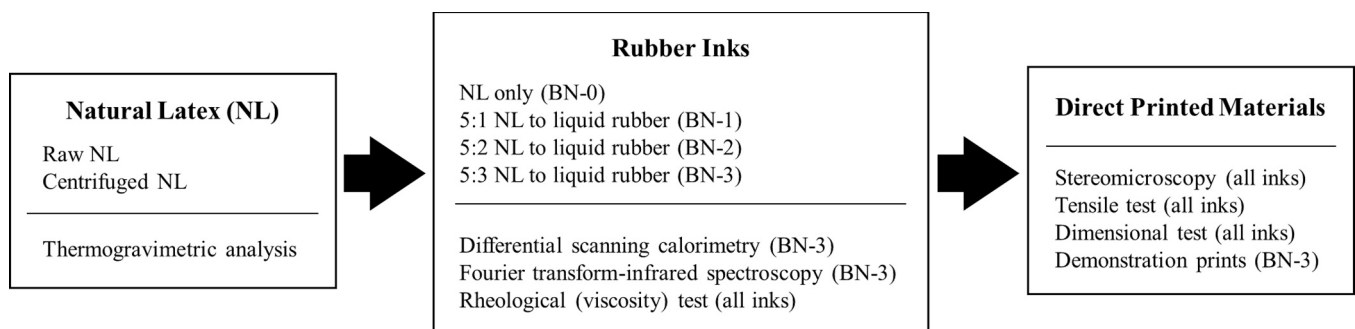 Natural Latex (NL)
Raw NL
Centrifuged NL
Thermogravimetric analysis
Rubber Inks
NL only (BN-0)
5:1 NL to liquid rubber (BN-1)
5:2 NL to liquid rubber (BN-2)
5:3 NL to liquid rubber (BN-3)
Differential scanning calorimetry (BN-3)
Fourier transform-infrared spectroscopy (BN-3)
Rheological (viscosity) test (all inks)
Direct Printed Materials
Stereomicroscopy (all inks)
Tensile test (all inks)
Dimensional test (all inks)
Demonstration prints (BN-3)